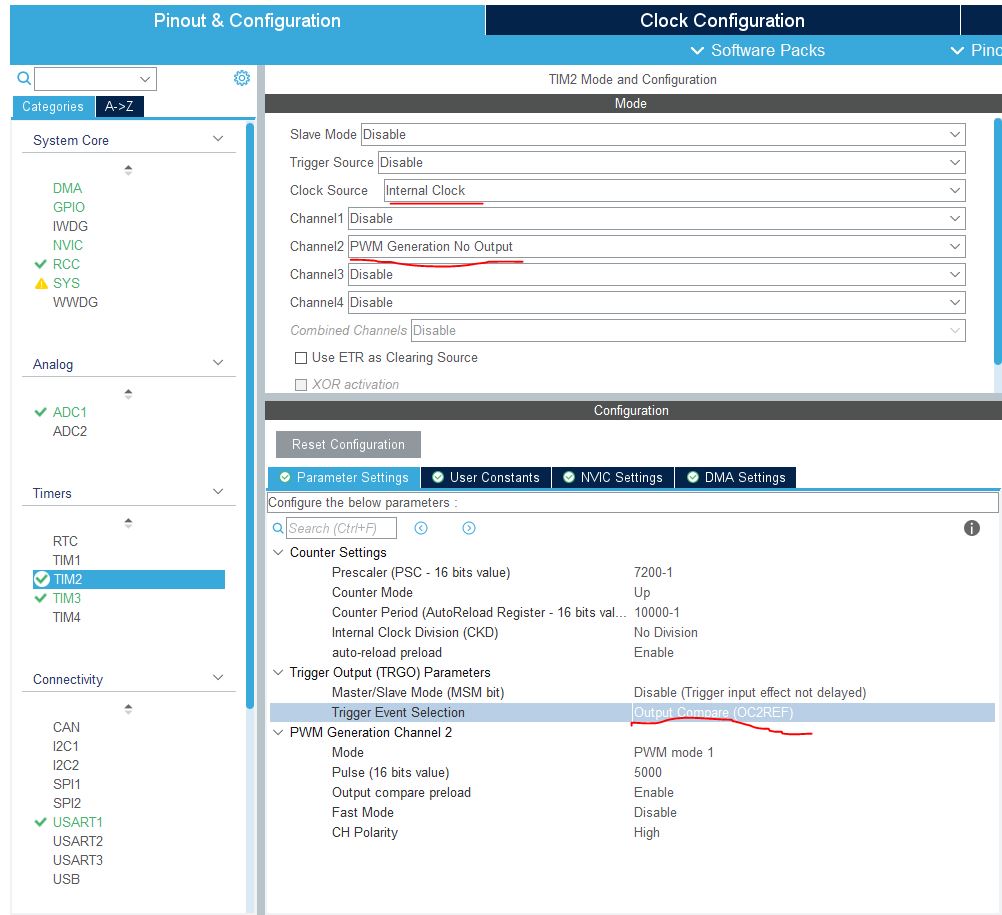 Pinout & Configuration
Clock Configuration
Software Packs
Pinc
Categories
A->Z
System Core
DMA
GPIO
IWDG
NVIC
RCC
SYS
WWDG
Analog
ADC1
ADC2
Timers
RTC
TIM1
TIM2
TIM3
TIM4
Connectivity
CAN
I2C1
I2C2
SPI1
SPI2
USART1
USART2
USART3
USB
TIM2 Mode and Configuration
Mode
Slave Mode Disable
Trigger Source Disable
Clock Source Internal Clock
Channel1 Disable
Channel2 PWM Generation No Output
Channel3 Disable
Channel4 Disable
Combined Channels Disable
Use ETR as Clearing Source
XOR activation
Configuration
Reset Configuration
Parameter Settings
User Constants
NVIC Settings
DMA Settings
Configure the below parameters :
Search (Ctrl+F)
Counter Settings
Prescaler (PSC - 16 bits value) 7200-1
Counter Mode Up
Counter Period (AutoReload Register - 16 bits val... 10000-1
Internal Clock Division (CKD) No Division
auto-reload preload Enable
Trigger Output (TRGO) Parameters
Master/Slave Mode (MSM bit) Disable (Trigger input effect not delayed)
Trigger Event Selection Output Compare (OC2REF)
PWM Generation Channel 2
Mode PWM mode 1
Pulse (16 bits value) 5000
Output compare preload Enable
Fast Mode Disable
CH Polarity High